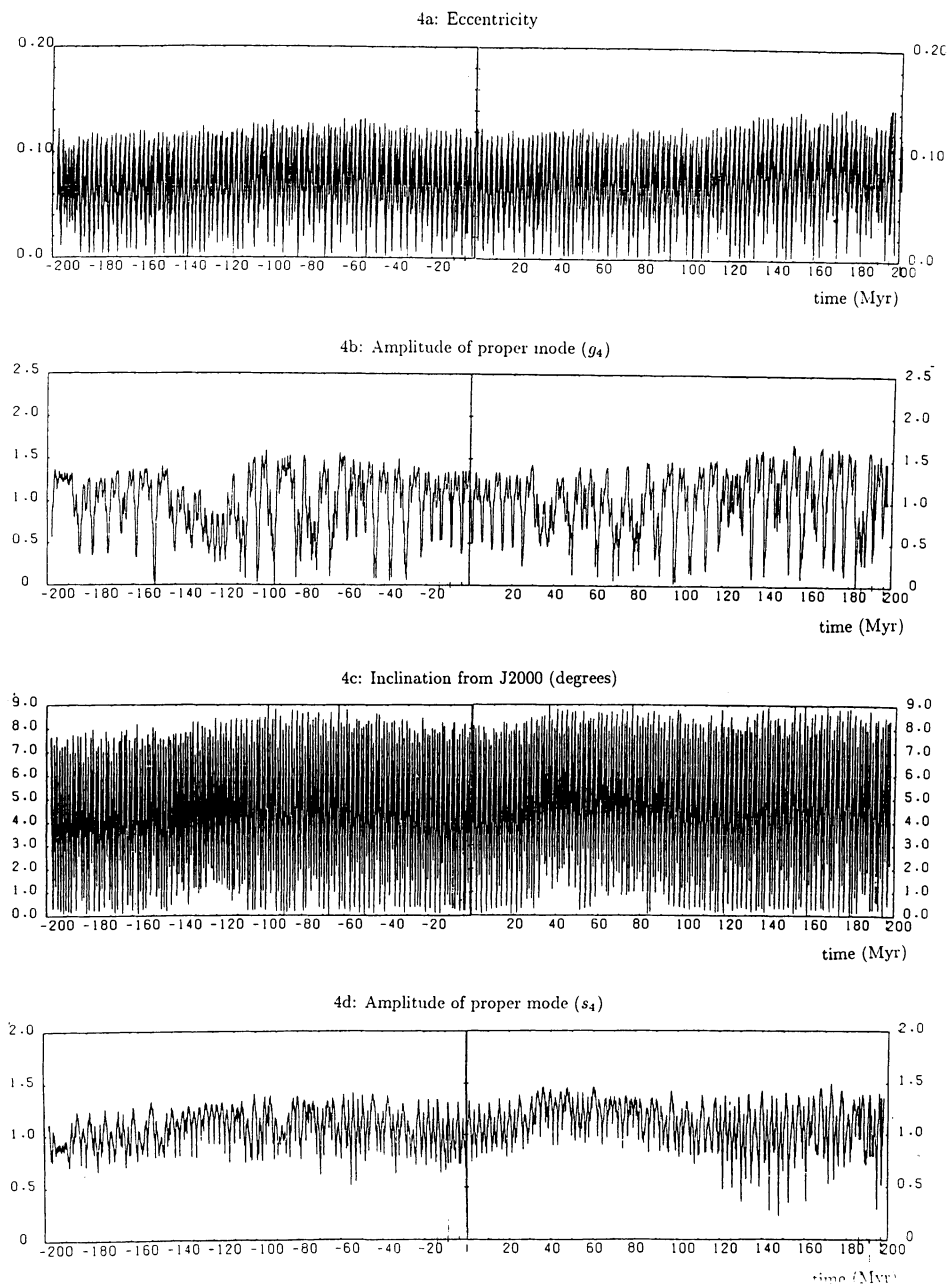 4a: Eccentricity
0.20 0.20
0.10 0.10
0.0 0.0
-200 -180 -160 -140 -120 -100 -80 -60 -40 -20 20 40 60 80 100 120 140 160 180 200
time (Myr)
4b: Amplitude of proper mode (g₄)
2.5 2.5
2.0 2.0
1.5 1.5
1.0 1.0
0.5 0.5
0 0
-200 -180 -160 -140 -120 -100 -80 -60 -40 -20 20 40 60 80 100 120 140 160 180 200
time (Myr)
4c: Inclination from J2000 (degrees)
9.0 9.0
8.0 8.0
7.0 7.0
6.0 6.0
5.0 5.0
4.0 4.0
3.0 3.0
2.0 2.0
1.0 1.0
0.0 0.0
-200 -180 -160 -140 -120 -100 -80 -60 -40 -20 20 40 60 80 100 120 140 160 180 200
time (Myr)
4d: Amplitude of proper mode (s₄)
2.0 2.0
1.5 1.5
1.0 1.0
0.5 0.5
0 0
-200 -180 -160 -140 -120 -100 -80 -60 -40 -20 20 40 60 80 100 120 140 160 180 200
time (Myr)